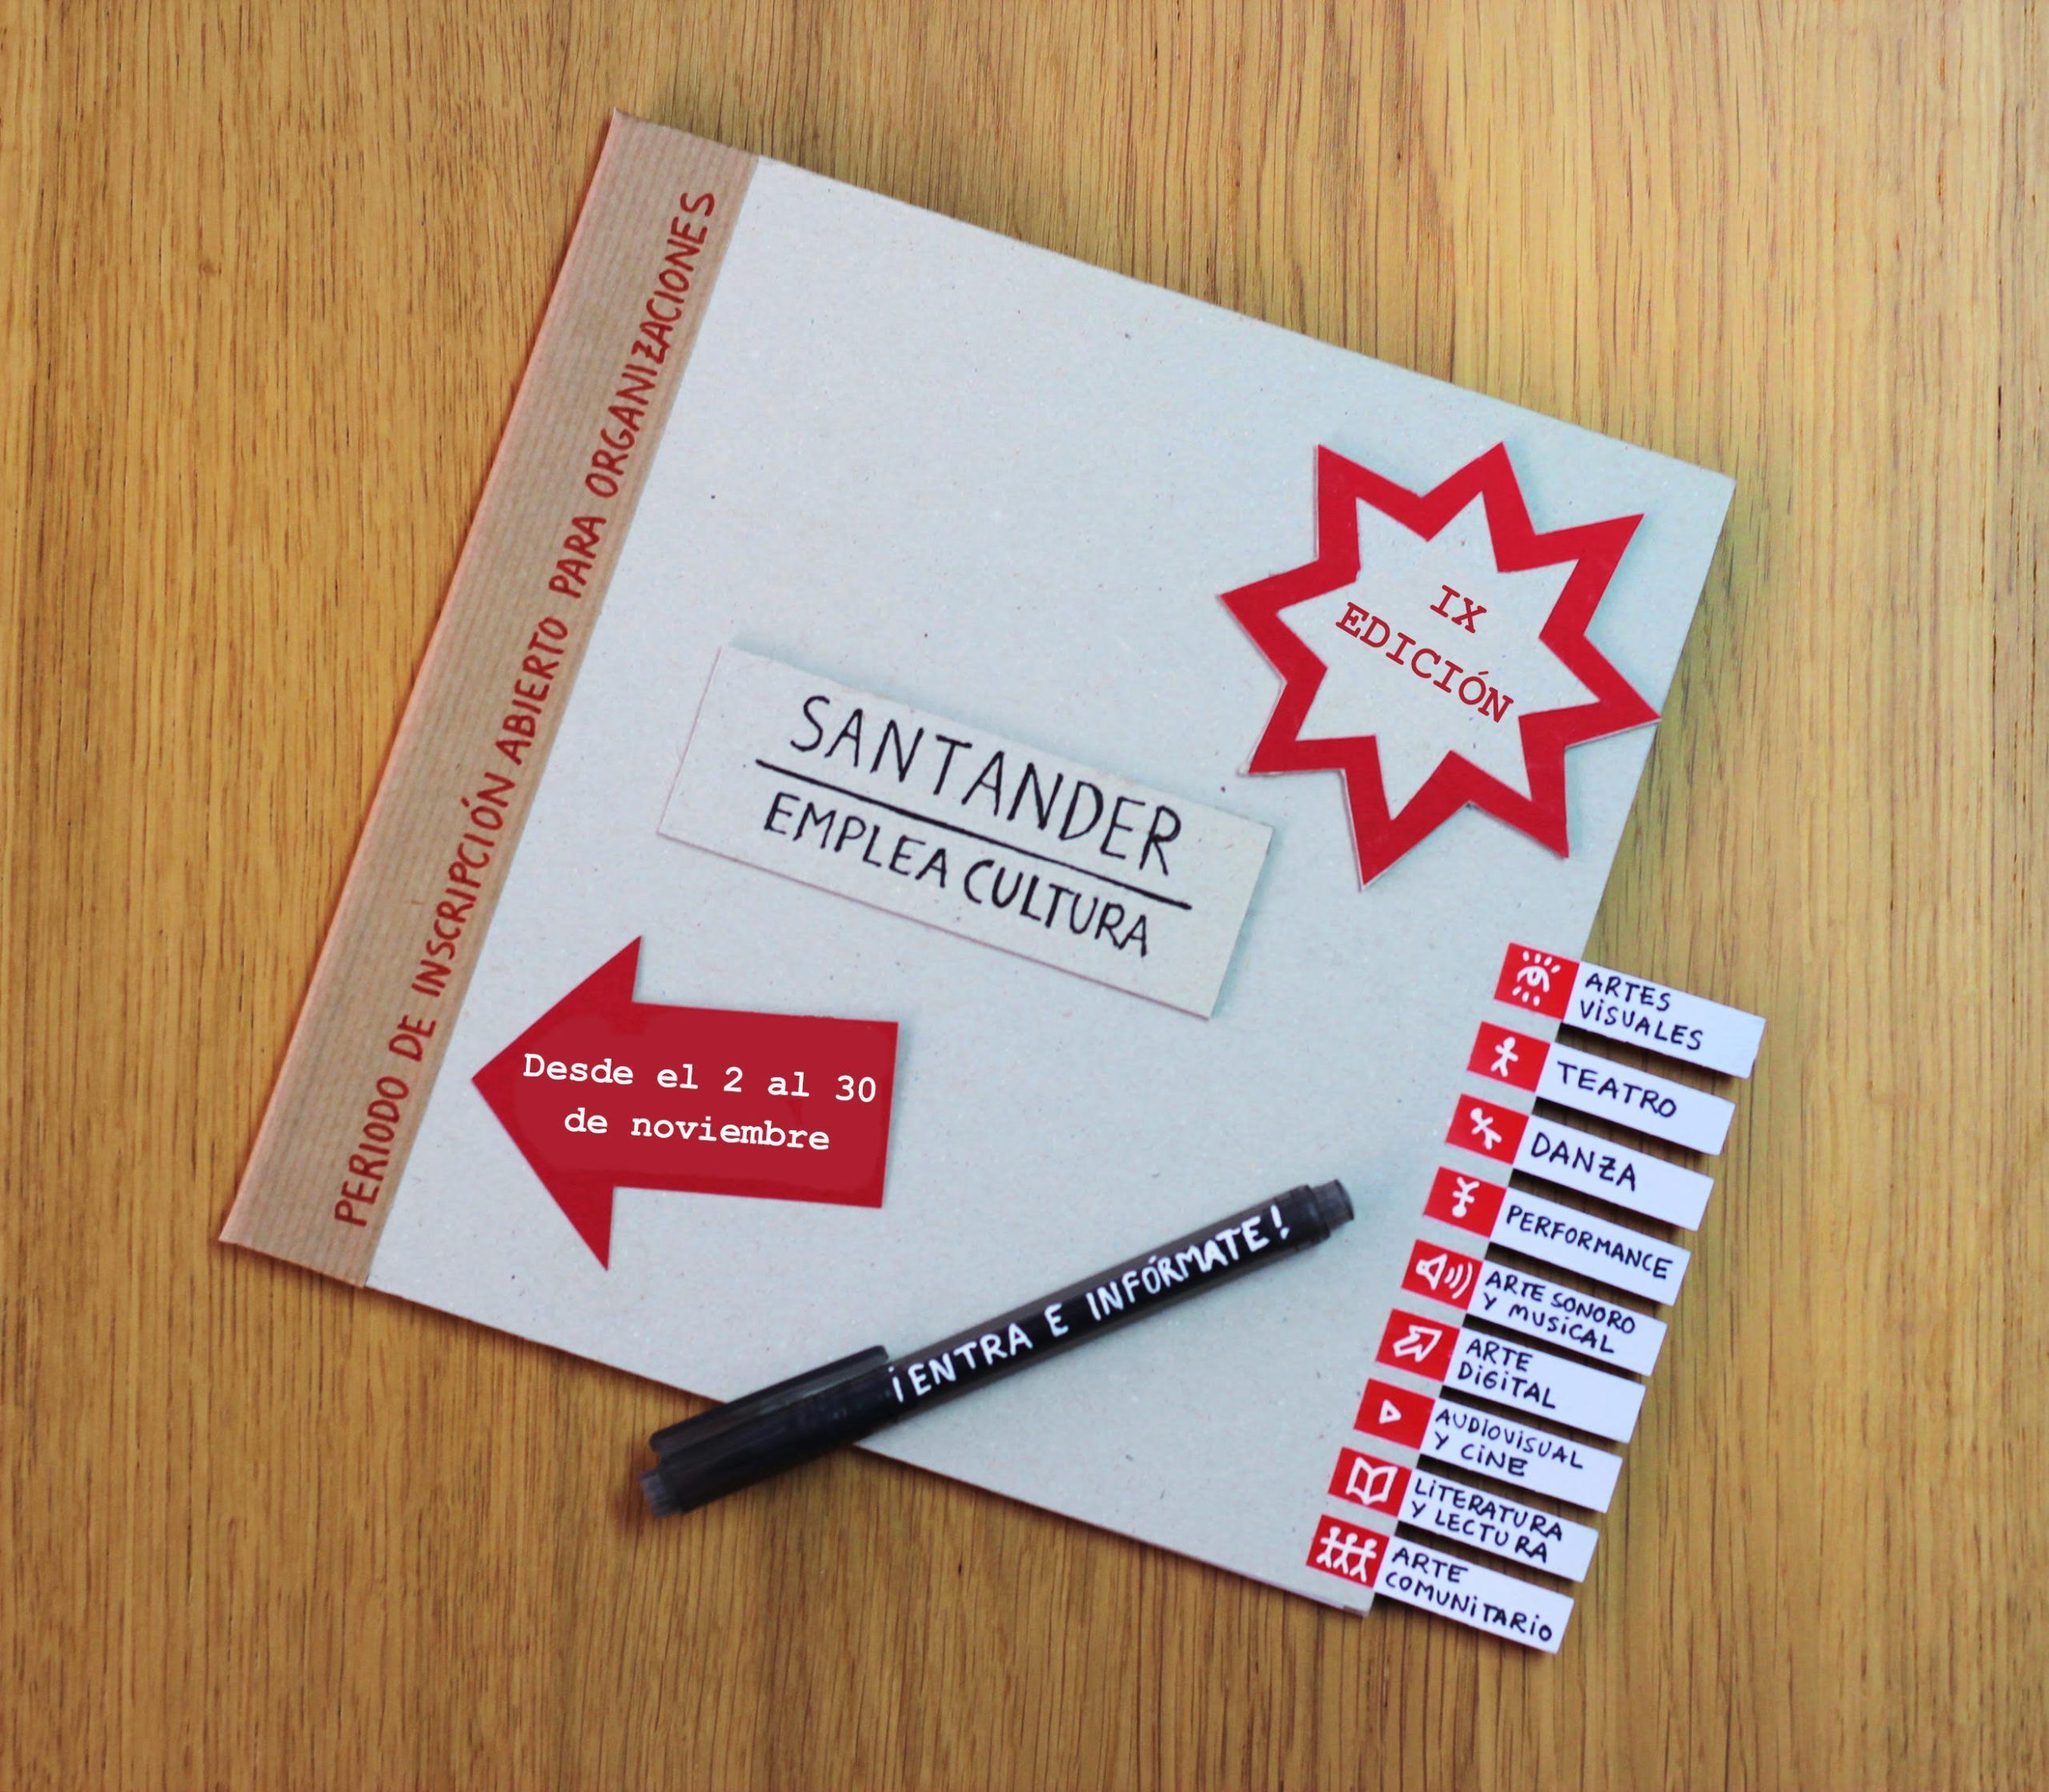 PERIODO DE INSCRIPCIÓN ABIERTO PARA ORGANIZACIONES
IX
EDICIÓN
SANTANDER
EMPLEA CULTURA
Desde el 2 al 30
de noviembre
¡ENTRA E INFÓRMATE!
ARTES
VISUALES
TEATRO
DANZA
PERFORMANCE
ARTE SONORO
Y MUSICAL
ARTE
DIGITAL
AUDIOVISUAL
Y CINE
LITERATURA
Y LECTURA
ARTE
COMUNITARIO